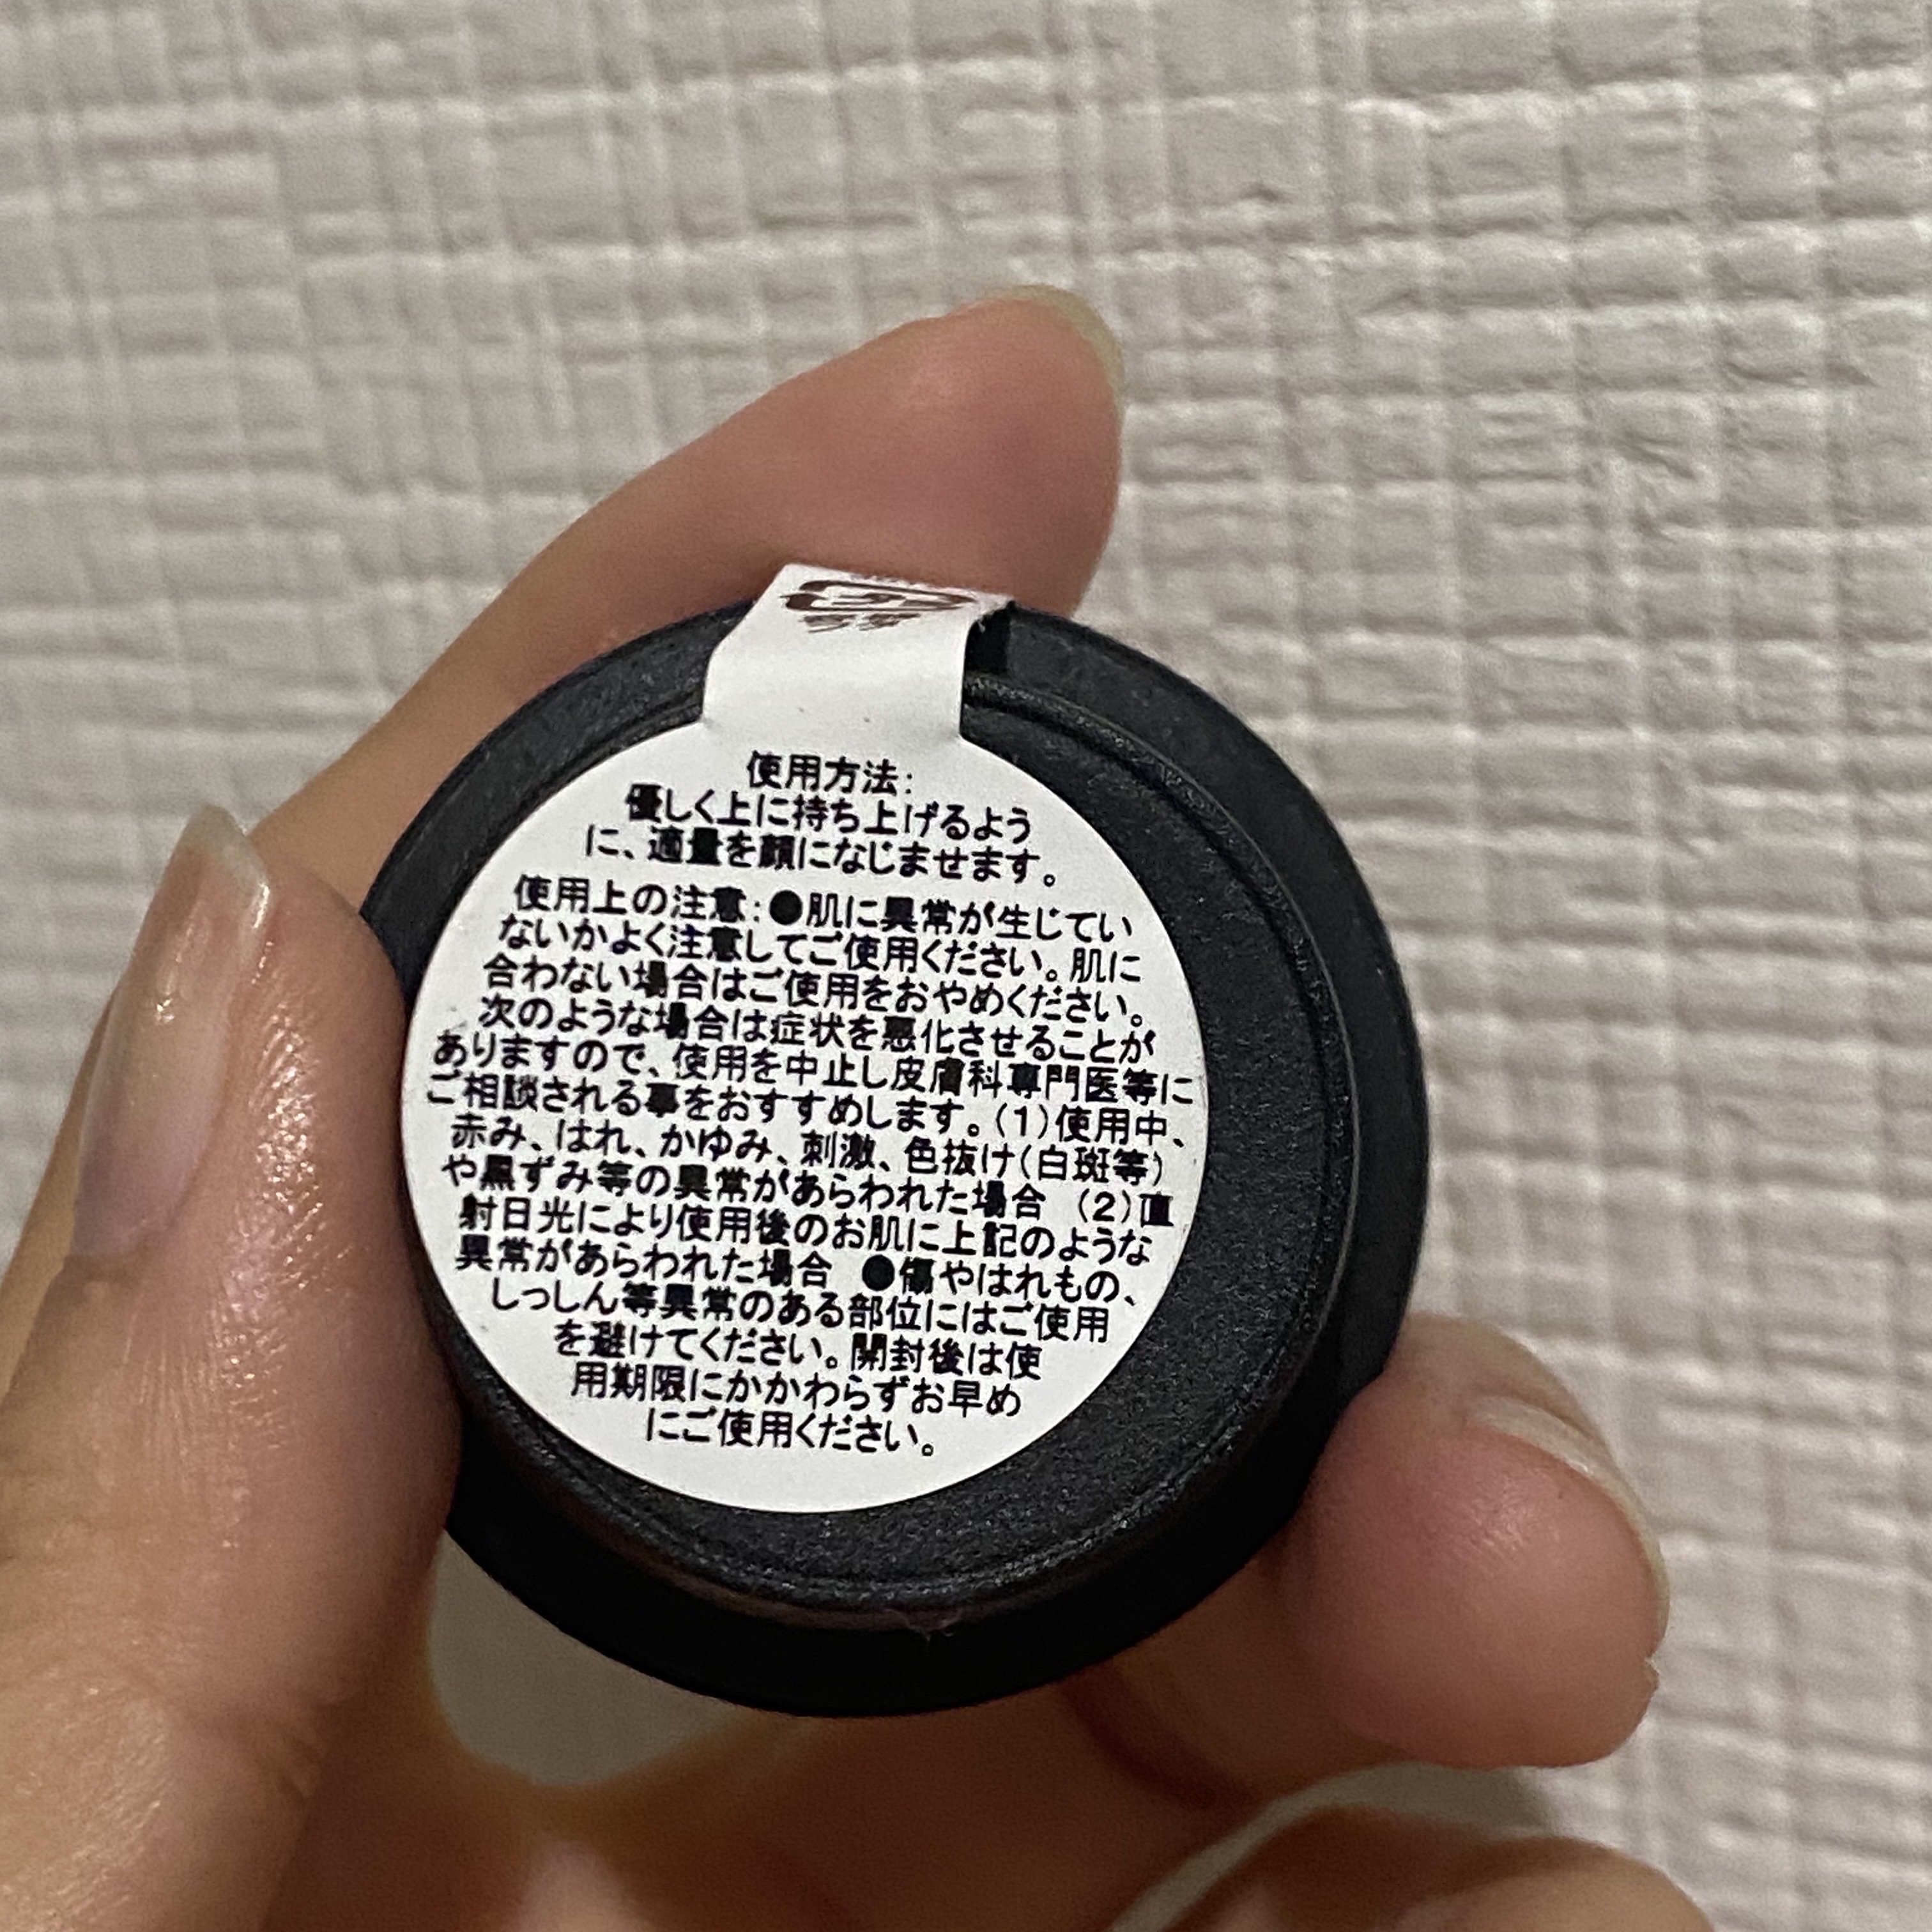 使用方法:
優しく上に持ち上げるよう
に、適量を顔になじませます。
使用上の注意:●肌に異常が生じてい
ないかよく注意してご使用ください。肌に
合わない場合はご使用をおやめください。
次のような場合は症状を悪化させることが
ありますので、使用を中止し皮膚科専門医等に
ご相談される事をおすすめします。(1)使用中、
赤み、はれ、かゆみ、刺激、色抜け(白斑等)
や黒ずみ等の異常があらわれた場合 (2)直
射日光により使用後のお肌に上記のような
異常があらわれた場合 ●傷やはれもの、
しっしん等異常のある部位にはご使用
を避けてください。開封後は使
用期限にかかわらずお早め
にご使用ください。